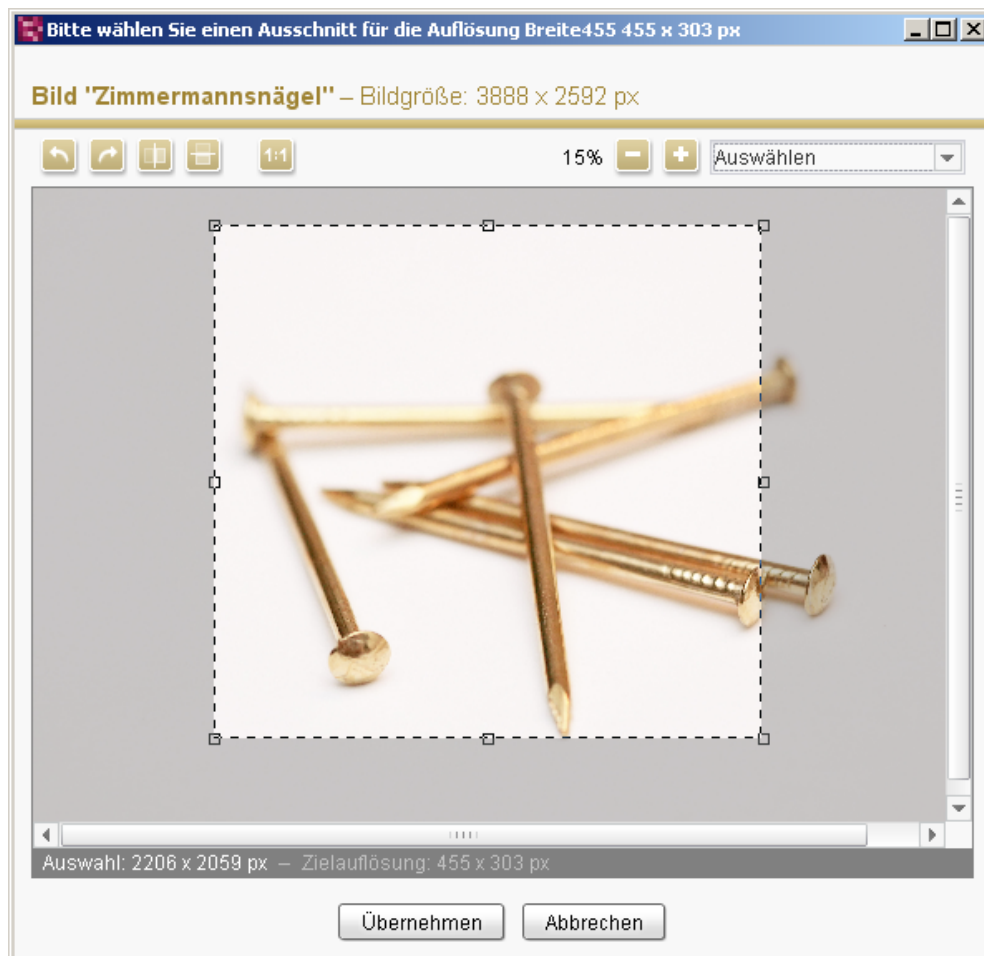 Bitte wählen Sie einen Ausschnitt für die Auflösung Breite455 455 x 303 px
Bild "Zimmermannsnägel" – Bildgröße: 3888 x 2592 px
1:1 15% Auswählen
Auswahl: 2206 x 2059 px – Zielauflösung: 455 x 303 px
Übernehmen Abbrechen